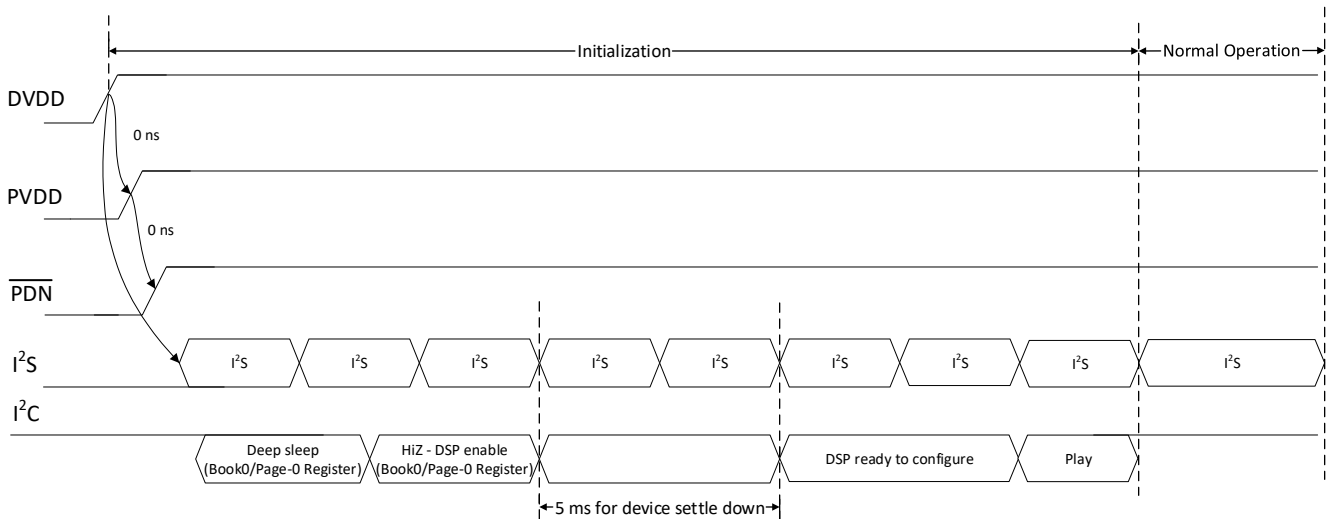 Initialization
Normal Operation
DVDD
0 ns
PVDD
0 ns
PDN
I²S
I²S I²S I²S I²S I²S I²S I²S I²S I²S
I²C
Deep sleep
(Book0/Page-0 Register)
HiZ - DSP enable
(Book0/Page-0 Register)
DSP ready to configure
Play
5 ms for device settle down